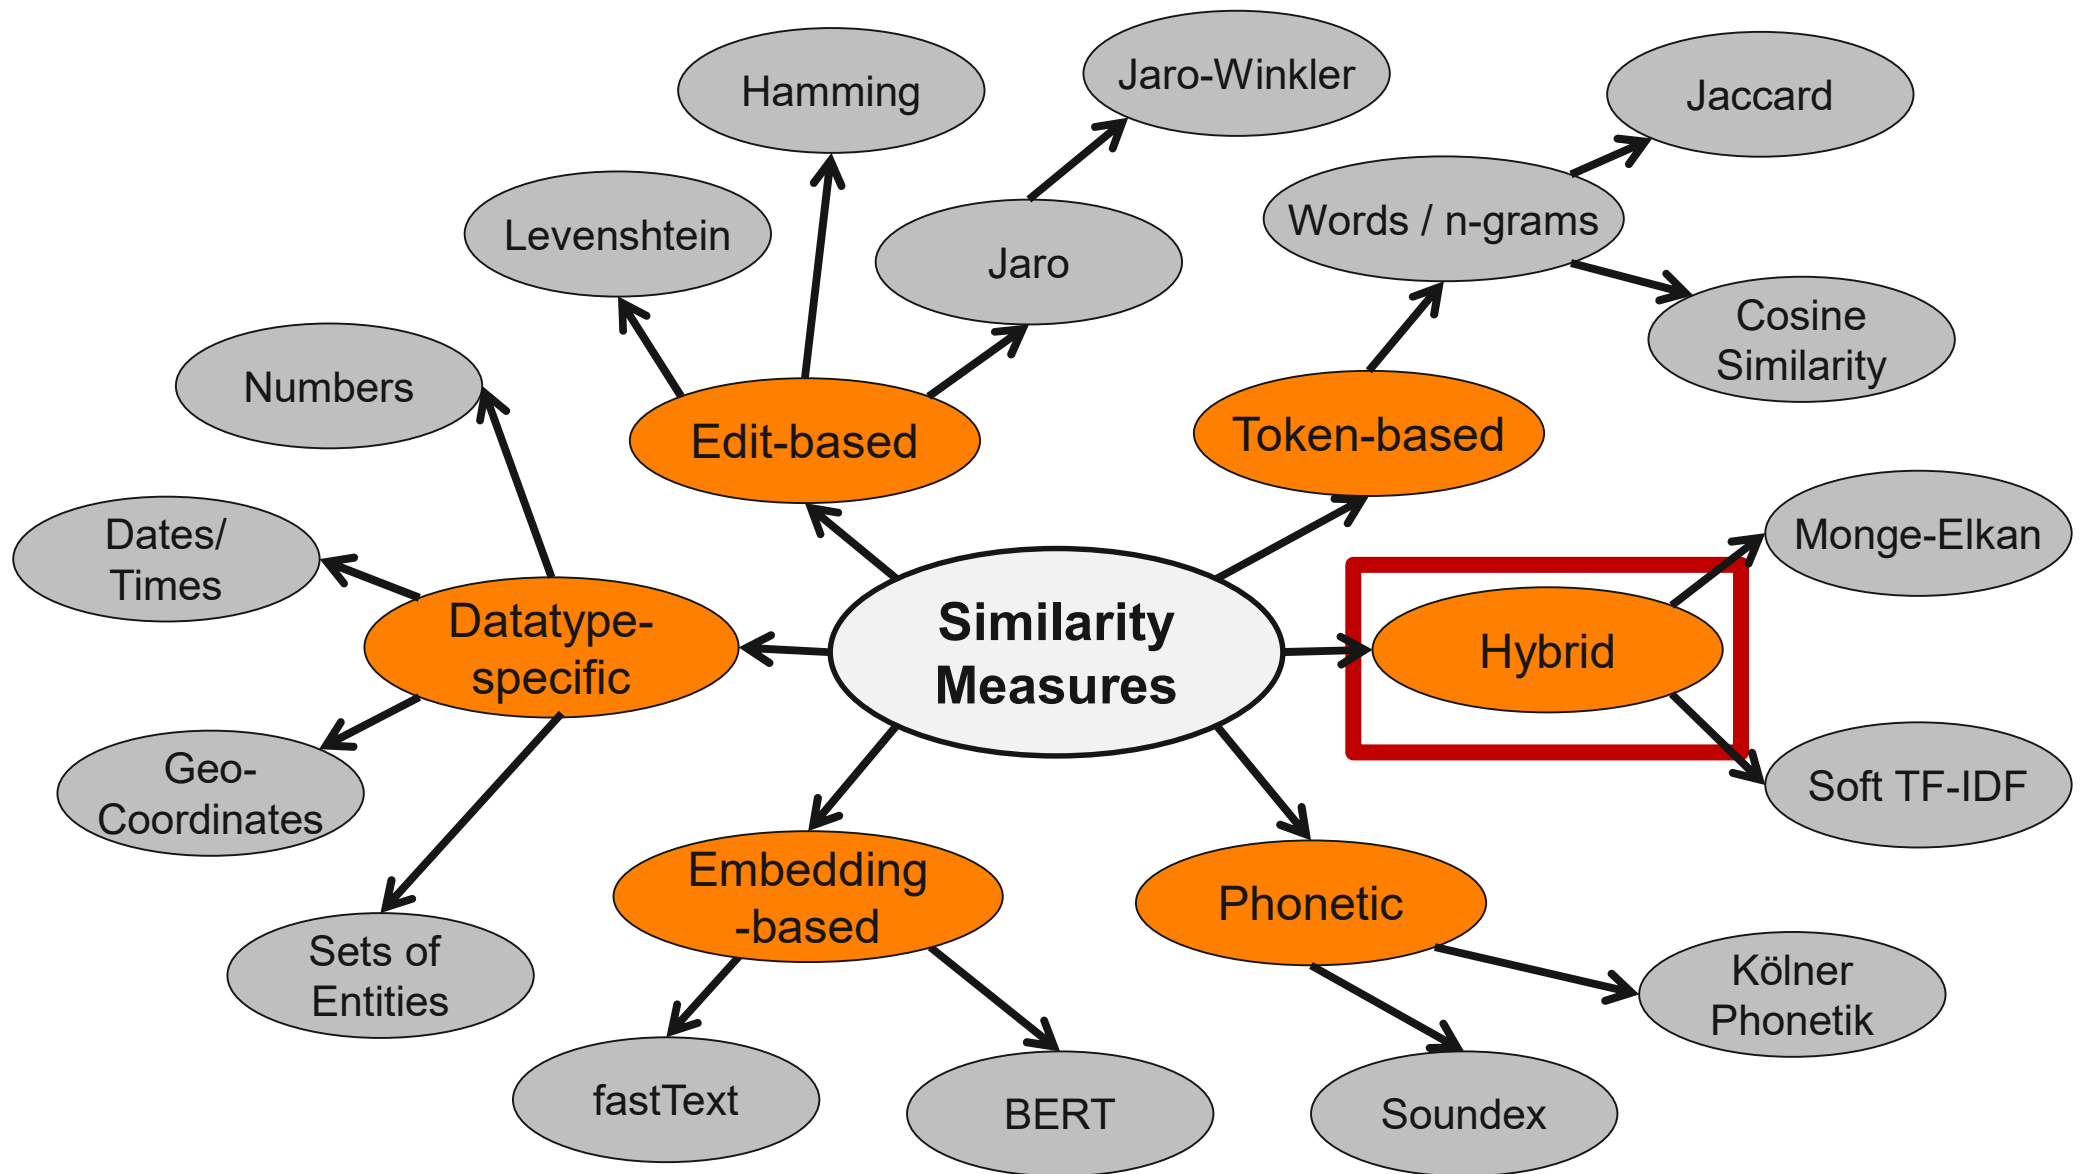 Hamming
Jaro-Winkler
Jaccard
Levenshtein
Jaro
Words / n-grams
Cosine
Similarity
Numbers
Edit-based
Token-based
Dates/
Times
Monge-Elkan
Datatype-
specific
Similarity
Measures
Hybrid
Geo-
Coordinates
Soft TF-IDF
Embedding
-based
Phonetic
Sets of
Entities
Kölner
Phonetik
fastText
BERT
Soundex